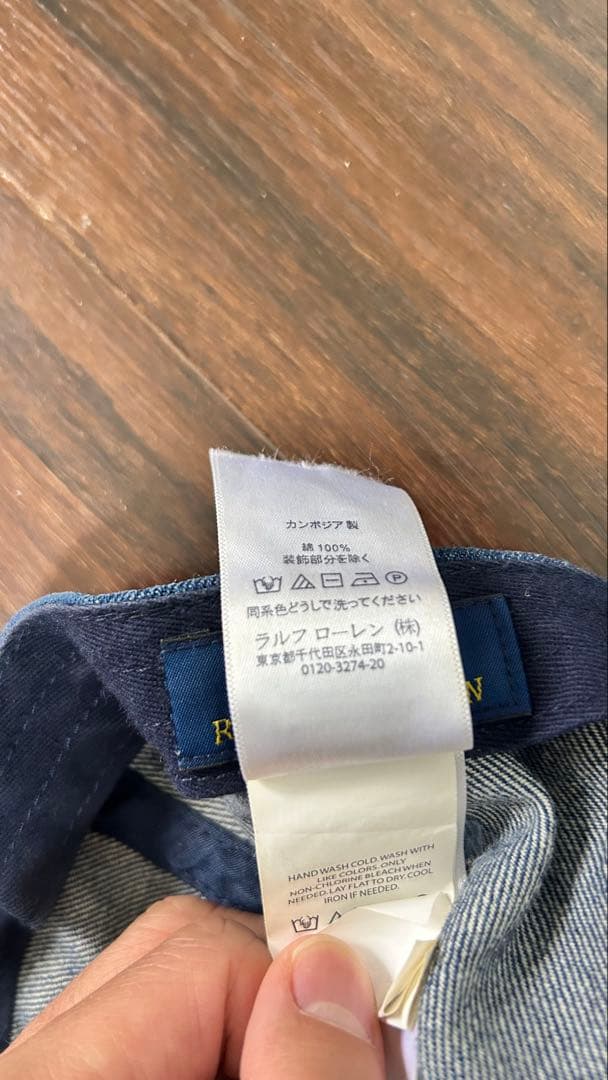 カンボジア製
綿 100%
装飾部分を除く
同系色どうしで洗ってください
ラルフ ローレン (株)
東京都千代田区永田町2-10-1
0120-3274-20
R
N
HAND WASH COLD. WASH WITH
LIKE COLORS. ONLY
NON-CHLORINE BLEACH WHEN
NEEDED. LAY FLAT TO DRY. COOL
IRON IF NEEDED.